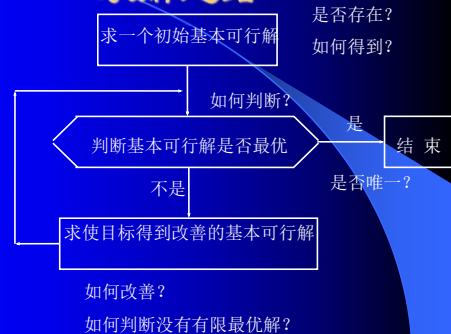 是否存在？
求一个初始基本可行解
如何得到？
如何判断？
是
判断基本可行解是否最优
结 束
不是
是否唯一？
求使目标得到改善的基本可行解
如何改善？
如何判断没有有限最优解？